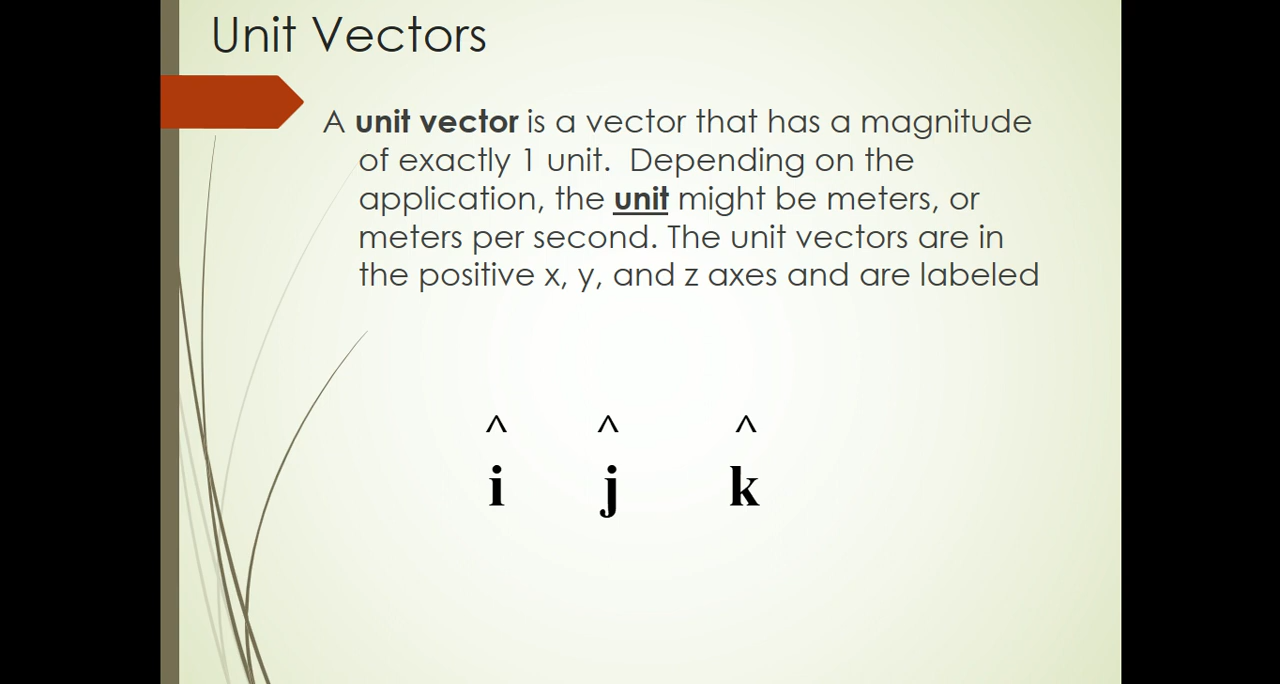 Unit Vectors
A unit vector is a vector that has a magnitude
of exactly 1 unit.  Depending on the
application, the unit might be meters, or
meters per second. The unit vectors are in
the positive x, y, and z axes and are labeled
^ ^ ^
i j k